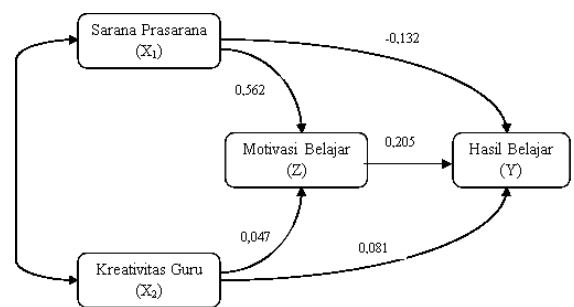 Sarana Prasarana
(X₁)
-0,132
0,562
Motivasi Belajar
(Z)
0,205
Hasil Belajar
(Y)
0,047
0,081
Kreativitas Guru
(X₂)